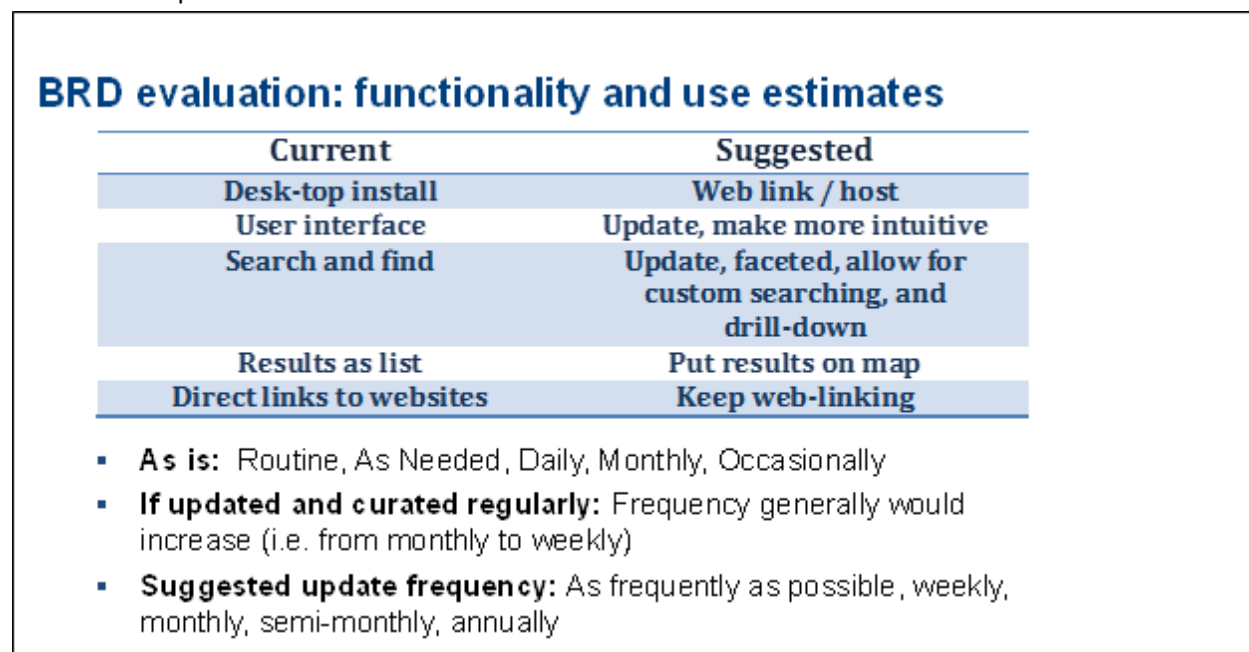 BRD evaluation: functionality and use estimates
Current Suggested
Desk-top install Web link / host
User interface Update, make more intuitive
Search and find Update, faceted, allow for
custom searching, and
drill-down
Results as list Put results on map
Direct links to websites Keep web-linking
▪ As is: Routine, As Needed, Daily, Monthly, Occasionally
▪ If updated and curated regularly: Frequency generally would
increase (i.e. from monthly to weekly)
▪ Suggested update frequency: As frequently as possible, weekly,
monthly, semi-monthly, annually